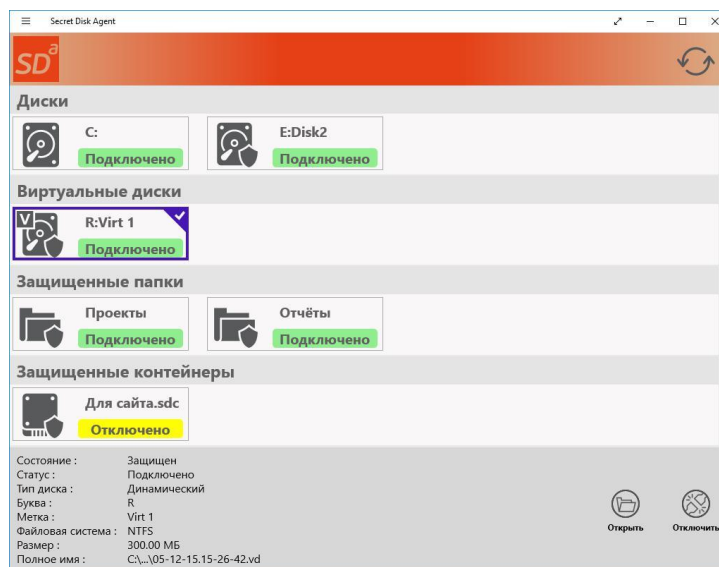 Secret Disk Agent
SDa
Диски
C:
Подключено
E:Disk2
Подключено
Виртуальные диски
V
R:Virt 1
Подключено
Защищенные папки
Проекты
Подключено
Отчёты
Подключено
Защищенные контейнеры
Для сайта.sdc
Отключено
Состояние : Защищен
Статус : Подключено
Тип диска : Динамический
Буква : R
Метка : Virt 1
Файловая система : NTFS
Размер : 300.00 МБ
Полное имя : C:\...\05-12-15.15-26-42.vd
Открыть
Отключить